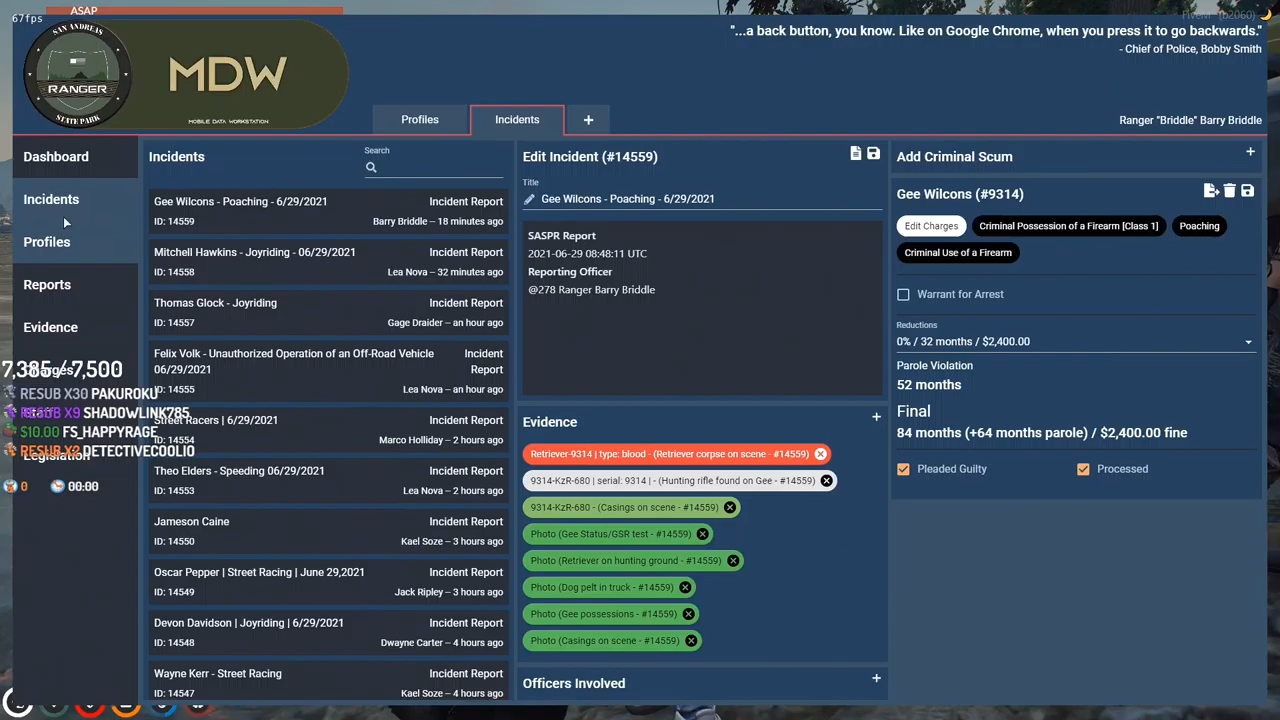 ASAP
67fps
FiveM (b2060)
"...a back button, you know. Like on Google Chrome, when you press it to go backwards."
- Chief of Police, Bobby Smith
SAN ANDREAS
RANGER
STATE PARK
MDW
MOBILE DATA WORKSTATION
Profiles
Incidents
+
Ranger "Briddle" Barry Briddle
Dashboard
Incidents
Profiles
Reports
Evidence
Charges
Legislation
7,385 / 7,500
RESUB X30 PAKUROKU
RESUB X9 SHADOWLINK785
$10.00 FS_HAPPYRAGE
RESUB X2 DETECTIVECOOLIO
0
00:00
Incidents
Search
Gee Wilcons - Poaching - 6/29/2021
Incident Report
ID: 14559
Barry Briddle – 18 minutes ago
Mitchell Hawkins - Joyriding - 06/29/2021
Incident Report
ID: 14558
Lea Nova – 32 minutes ago
Thomas Glock - Joyriding
Incident Report
ID: 14557
Gage Draider – an hour ago
Felix Volk - Unauthorized Operation of an Off-Road Vehicle
06/29/2021
Incident
Report
ID: 14555
Lea Nova – an hour ago
Street Racers | 6/29/2021
Incident Report
ID: 14554
Marco Holliday – 2 hours ago
Theo Elders - Speeding 06/29/2021
Incident Report
ID: 14553
Lea Nova – 2 hours ago
Jameson Caine
Incident Report
ID: 14550
Kael Soze – 3 hours ago
Oscar Pepper | Street Racing | June 29,2021
Incident Report
ID: 14549
Jack Ripley – 3 hours ago
Devon Davidson | Joyriding | 6/29/2021
Incident Report
ID: 14548
Dwayne Carter – 4 hours ago
Wayne Kerr - Street Racing
Incident Report
ID: 14547
Kael Soze – 4 hours ago
Edit Incident (#14559)
Title
Gee Wilcons - Poaching - 6/29/2021
SASPR Report
2021-06-29 08:48:11 UTC
Reporting Officer
@278 Ranger Barry Briddle
Evidence
+
Retriever-9314 | type: blood - (Retriever corpse on scene - #14559)
9314-KzR-680 | serial: 9314 | - (Hunting rifle found on Gee - #14559)
9314-KzR-680 - (Casings on scene - #14559)
Photo (Gee Status/GSR test - #14559)
Photo (Retriever on hunting ground - #14559)
Photo (Dog pelt in truck - #14559)
Photo (Gee possessions - #14559)
Photo (Casings on scene - #14559)
Officers Involved
+
Add Criminal Scum
+
Gee Wilcons (#9314)
Edit Charges
Criminal Possession of a Firearm [Class 1]
Poaching
Criminal Use of a Firearm
Warrant for Arrest
Reductions
0% / 32 months / $2,400.00
Parole Violation
52 months
Final
84 months (+64 months parole) / $2,400.00 fine
Pleaded Guilty
Processed